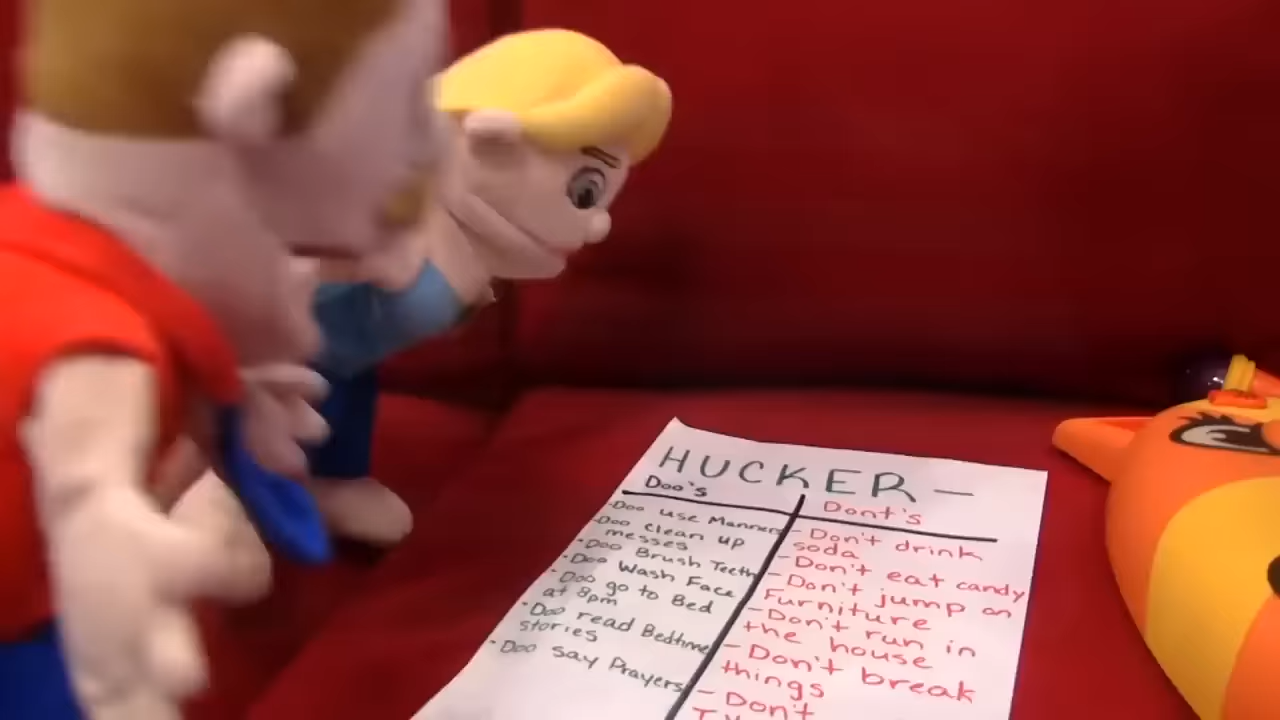 HUCKER -
Doo's
-Doo use Manners
-Doo clean up
messes
-Doo Brush Teeth
-Doo Wash Face
-Doo go to Bed
at 8pm
-Doo read Bedtime
stories
-Doo say Prayers
Dont's
-Don't drink
soda
-Don't eat candy
-Don't jump on
Furniture
-Don't run in
the house
-Don't break
things
-Don't